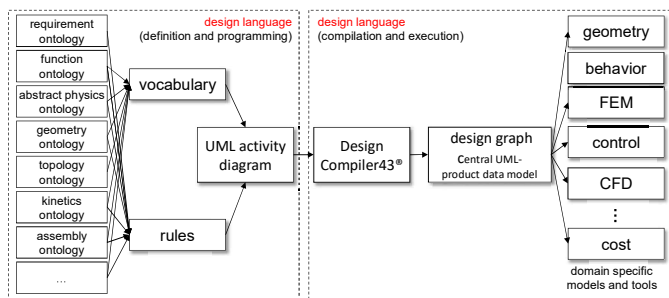 design language
(definition and programming)
requirement
ontology
function
ontology
abstract physics
ontology
geometry
ontology
topology
ontology
kinetics
ontology
assembly
ontology
...
vocabulary
rules
UML activity
diagram
design language
(compilation and execution)
Design
Compiler43®
design graph
Central UML-
product data model
geometry
behavior
FEM
control
CFD
...
cost
domain specific
models and tools